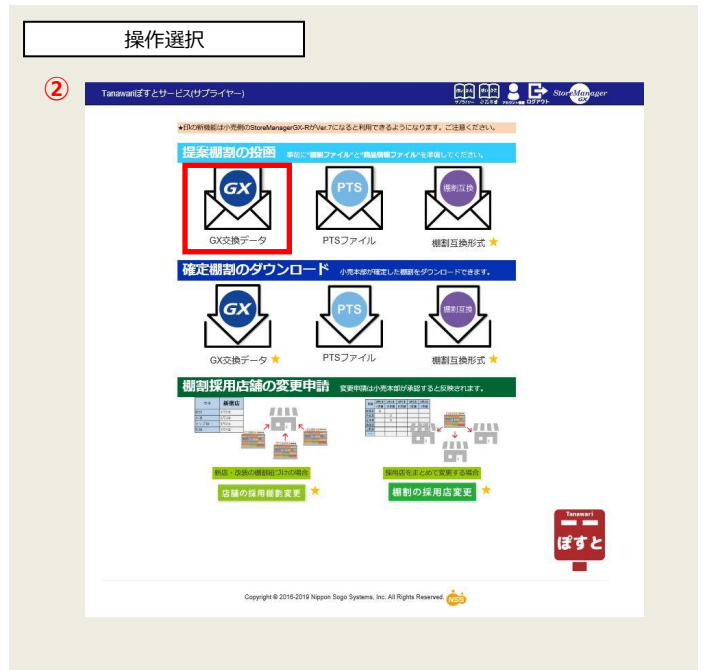 操作選択
②
Tanawariぽすとサービス(サプライヤー)
ログアウト
StoreManager
GX
★印の新機能は小売側のStoreManagerGX-RがVer.7になると利用できるようになります。ご注意ください。
提案棚割の投函 事前に"棚割ファイル"と"商品情報ファイル"を準備してください。
GX PTS 棚割互換
GX交換データ PTSファイル 棚割互換形式 ★
確定棚割のダウンロード 小売本部が確定した棚割をダウンロードできます。
GX PTS 棚割互換
GX交換データ ★ PTSファイル 棚割互換形式 ★
棚割採用店舗の変更申請 変更申請は小売本部が承認すると反映されます。
新宿店
新店・改装の棚割紐づけの場合 採用店をまとめて変更する場合
店舗の採用棚割変更 ★ 棚割の採用店変更 ★
Tanawari
ぽすと
Copyright © 2016-2019 Nippon Sogo Systems, Inc. All Rights Reserved. NSS